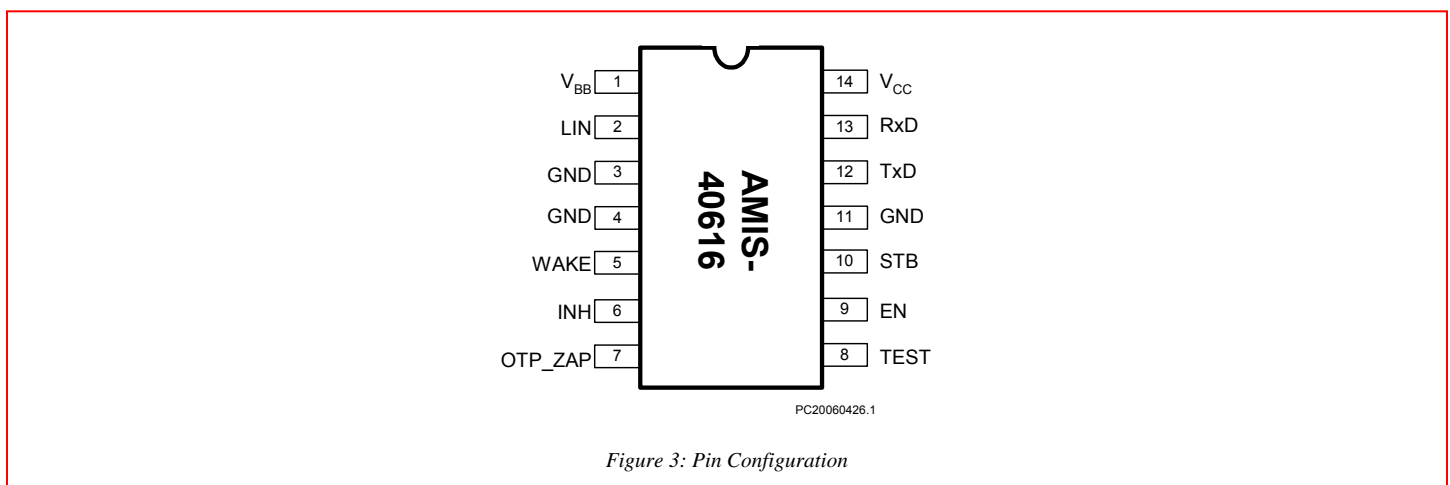 V_BB 1 14 V_CC
LIN 2 13 RxD
GND 3 12 TxD
GND 4 11 GND
WAKE 5 10 STB
INH 6 9 EN
OTP_ZAP 7 8 TEST
AMIS-
40616
PC20060426.1
Figure 3: Pin Configuration